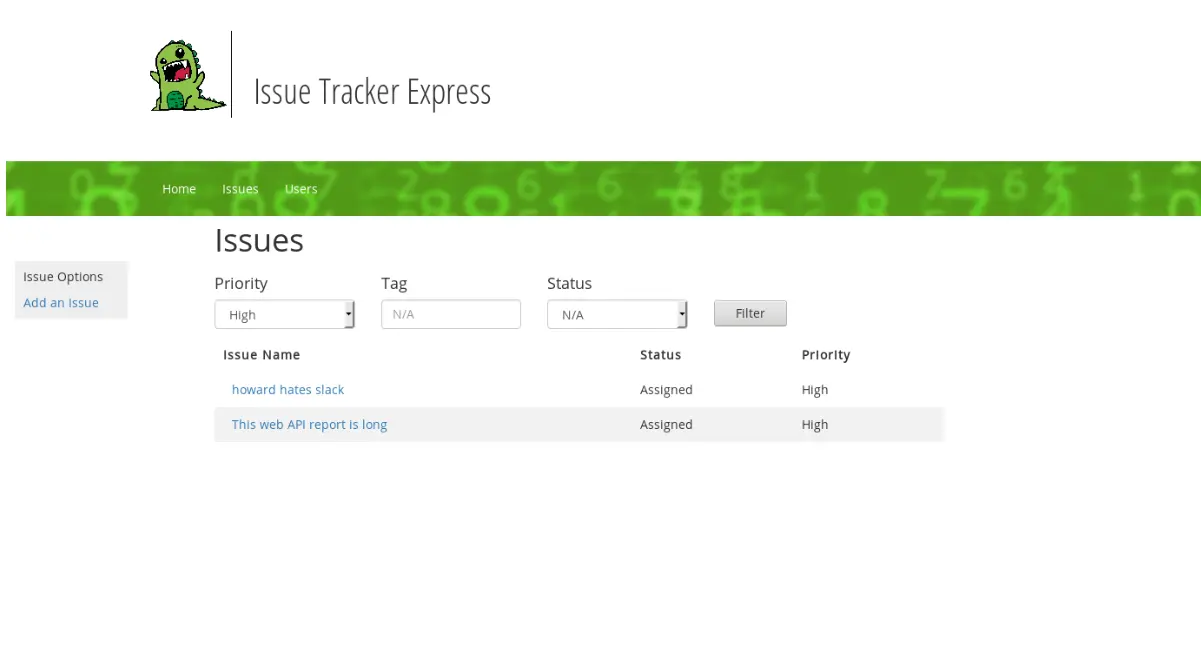 Issue Tracker Express
Home Issues Users
Issues
Issue Options
Add an Issue
Priority Tag Status
High N/A N/A Filter
Issue Name Status Priority
howard hates slack Assigned High
This web API report is long Assigned High